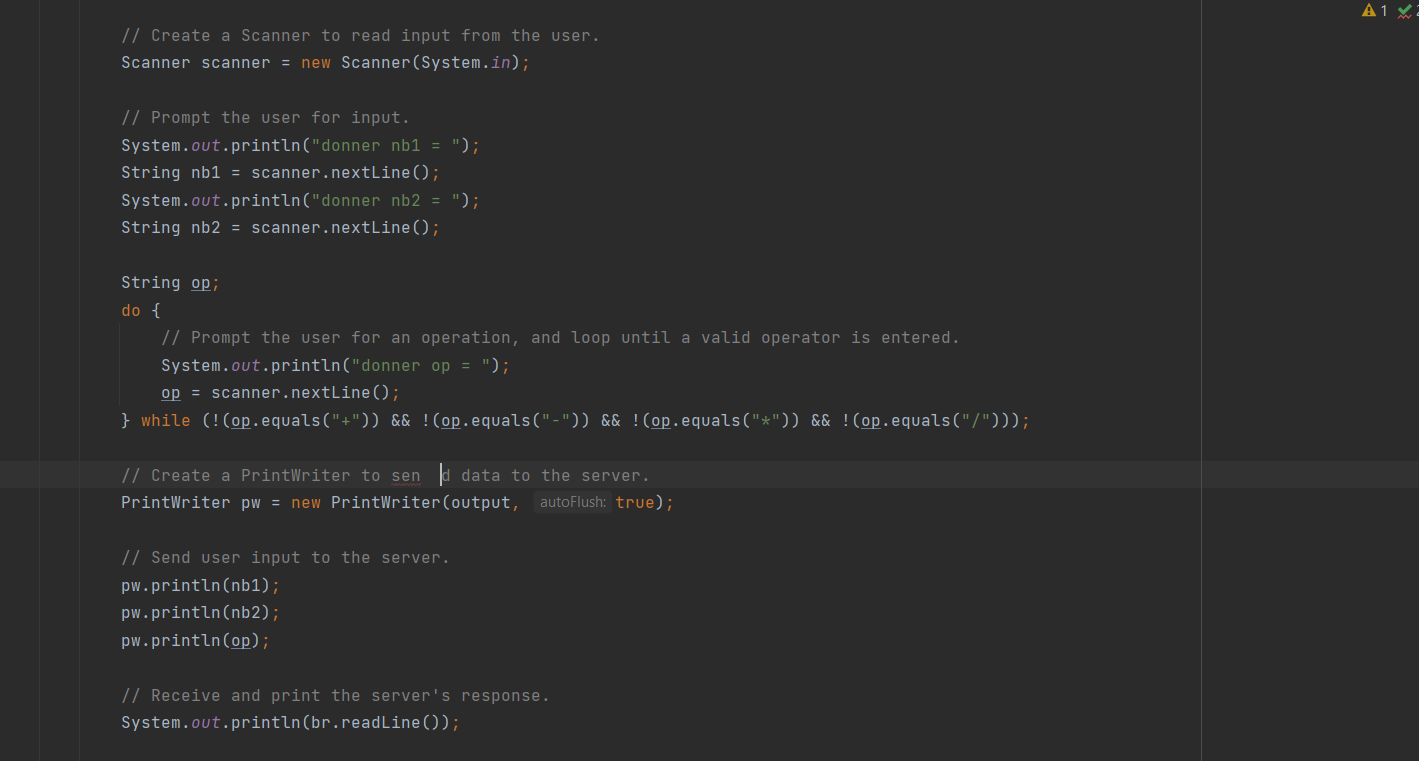 1 2
// Create a Scanner to read input from the user.
Scanner scanner = new Scanner(System.in);
// Prompt the user for input.
System.out.println("donner nb1 = ");
String nb1 = scanner.nextLine();
System.out.println("donner nb2 = ");
String nb2 = scanner.nextLine();
String op;
do {
// Prompt the user for an operation, and loop until a valid operator is entered.
System.out.println("donner op = ");
op = scanner.nextLine();
} while (!(op.equals("+")) && !(op.equals("-")) && !(op.equals("*")) && !(op.equals("/")));
// Create a PrintWriter to sen  d data to the server.
PrintWriter pw = new PrintWriter(output, autoFlush: true);
// Send user input to the server.
pw.println(nb1);
pw.println(nb2);
pw.println(op);
// Receive and print the server's response.
System.out.println(br.readLine());